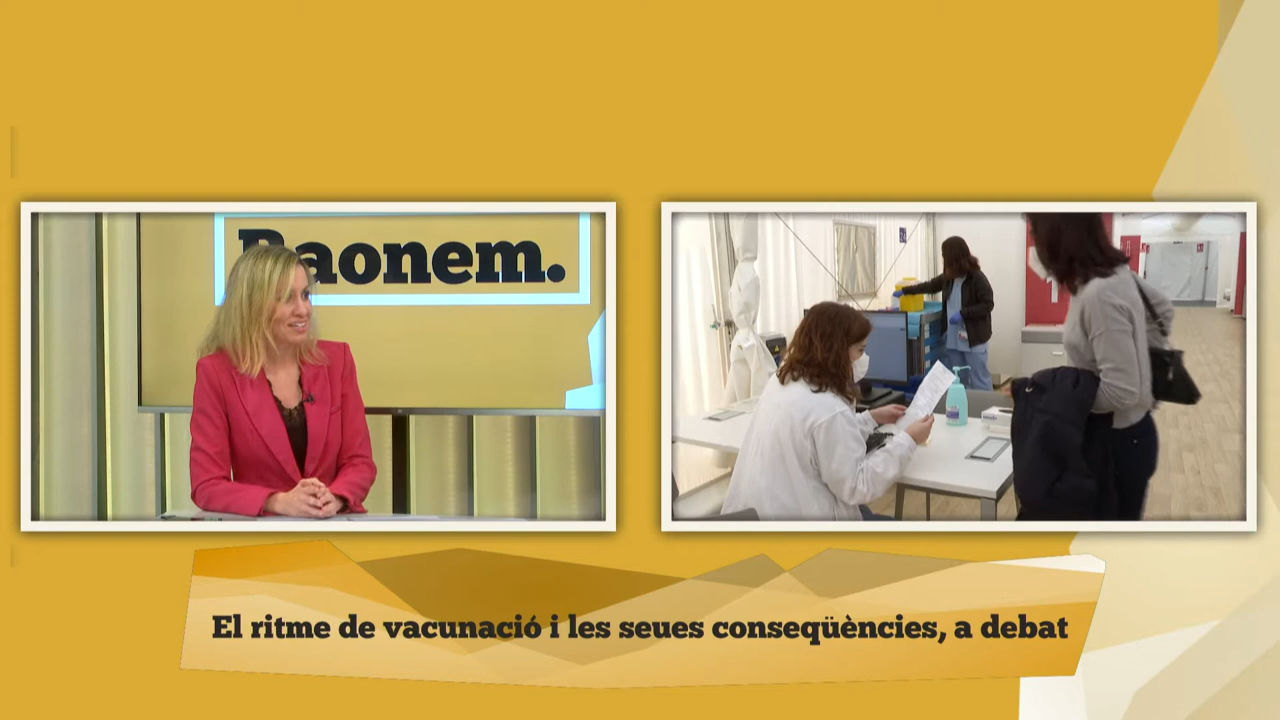 Raonem.
El ritme de vacunació i les seues conseqüències, a debat